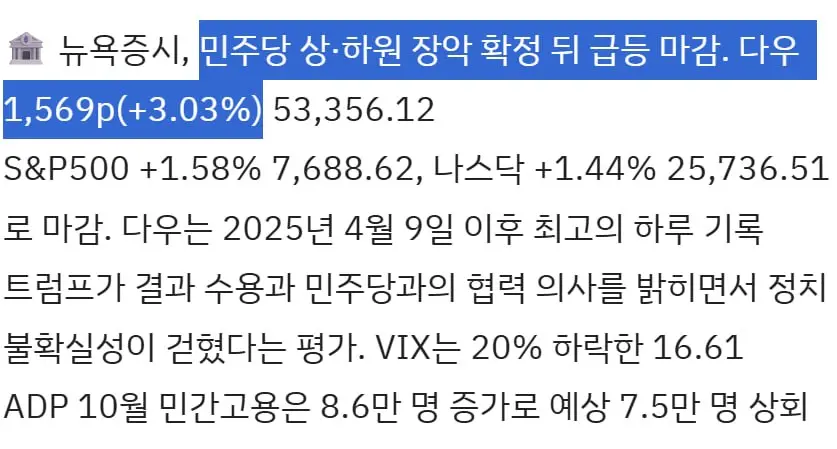 🏛 뉴욕증시, 민주당 상·하원 장악 확정 뒤 급등 마감. 다우
1,569p(+3.03%) 53,356.12
S&P500 +1.58% 7,688.62, 나스닥 +1.44% 25,736.51
로 마감. 다우는 2025년 4월 9일 이후 최고의 하루 기록
트럼프가 결과 수용과 민주당과의 협력 의사를 밝히면서 정치
불확실성이 걷혔다는 평가. VIX는 20% 하락한 16.61
ADP 10월 민간고용은 8.6만 명 증가로 예상 7.5만 명 상회